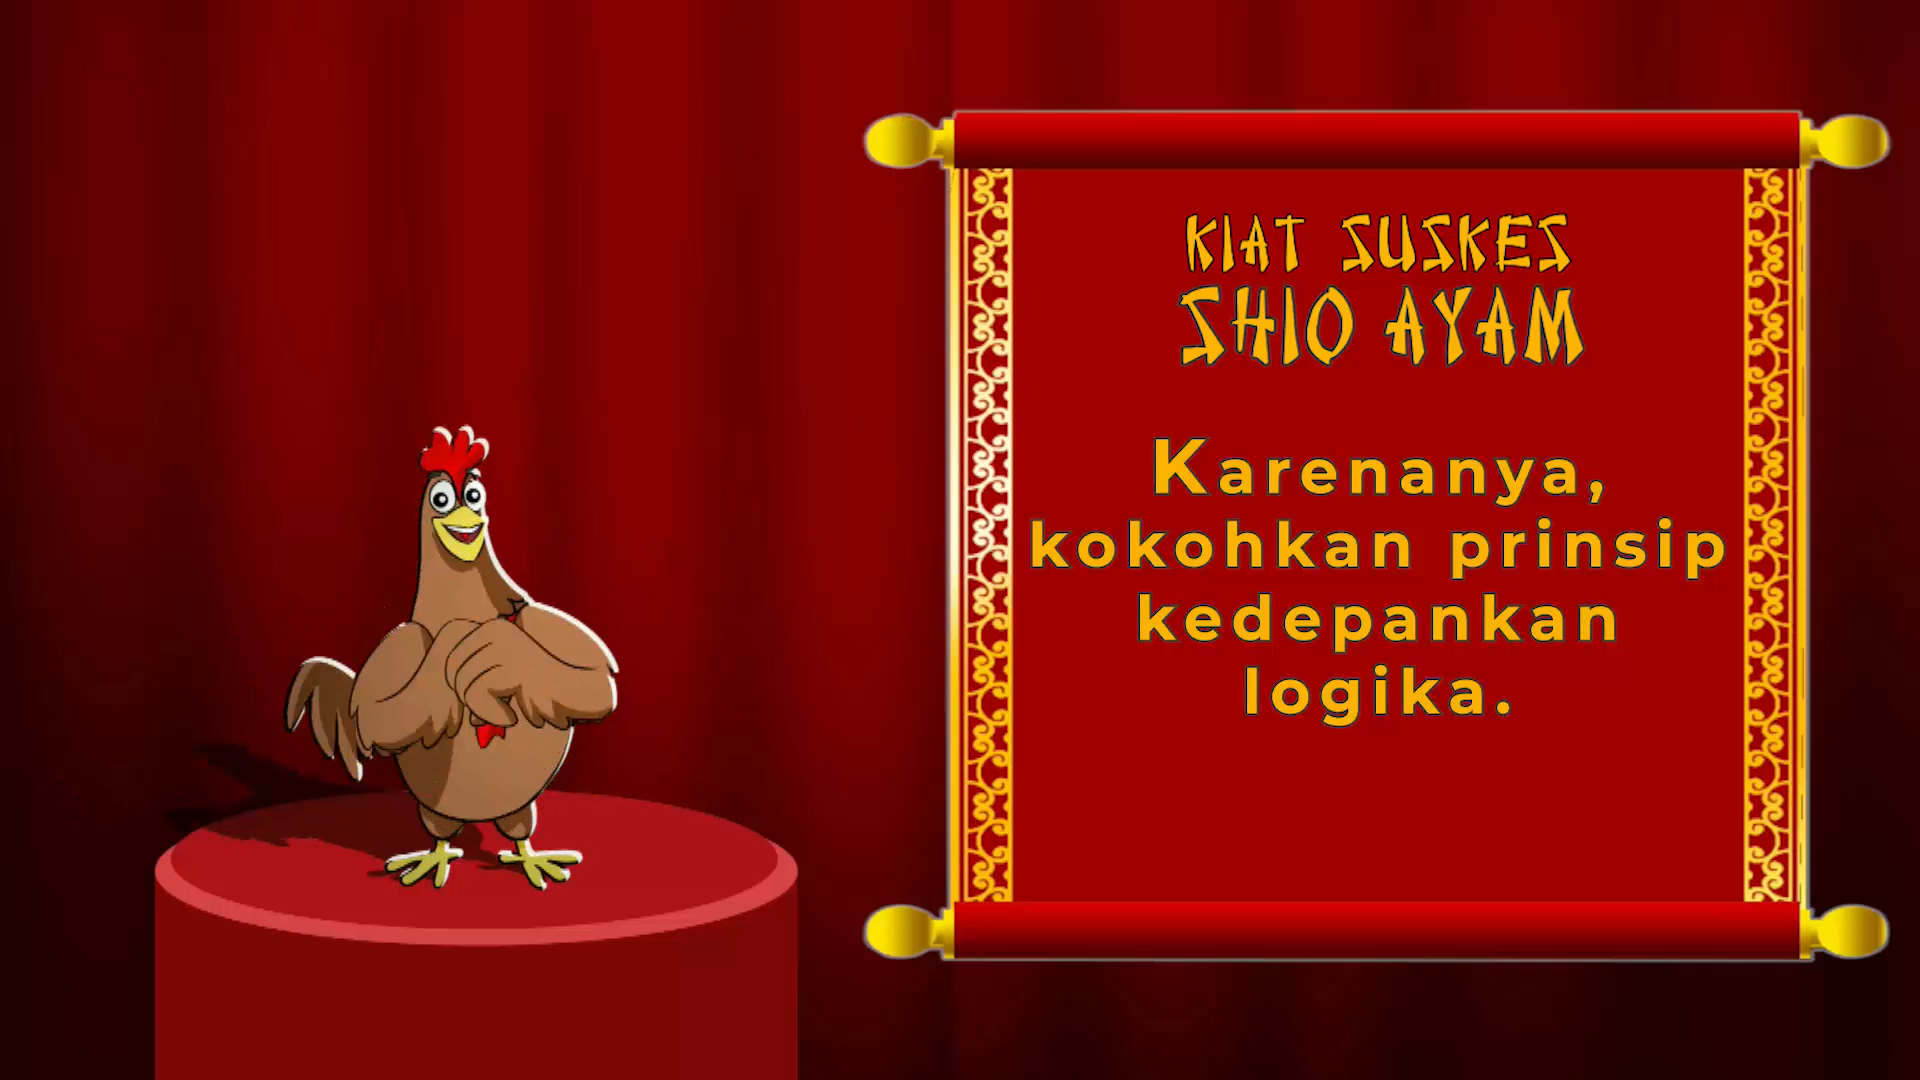 KIAT SUSKES
SHIO AYAM
Karenanya,
kokohkan prinsip
kedepankan
logika.